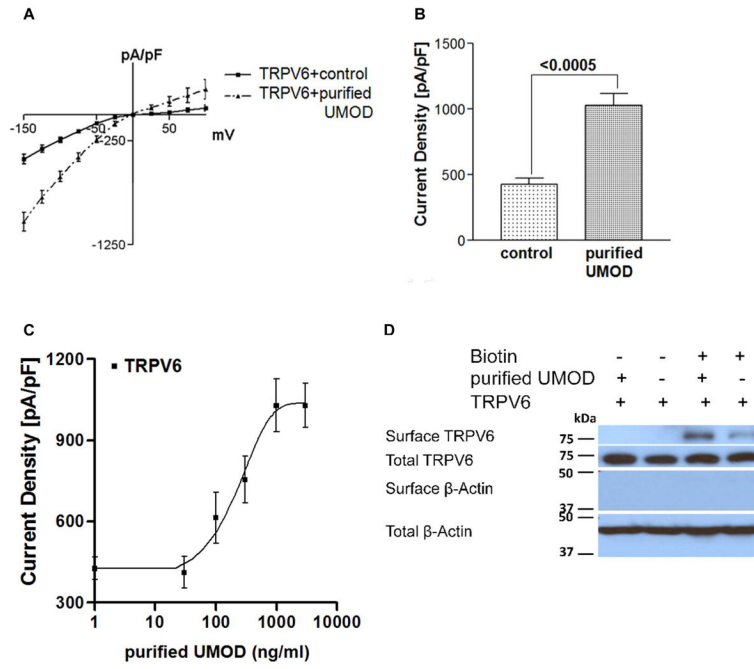 A
pA/pF
TRPV6+control
TRPV6+purified
UMOD
-150
-50
50
mV
-250
-1250
B
Current Density [pA/pF]
1500
1000
500
0
<0.0005
control
purified
UMOD
C
Current Density [pA/pF]
1200
900
600
300
TRPV6
1 10 100 1000 10000
purified UMOD (ng/ml)
D
Biotin - - + +
purified UMOD + - + -
TRPV6 + + + +
kDa
Surface TRPV6 75
Total TRPV6 75
50
Surface β-Actin
37
50
Total β-Actin
37